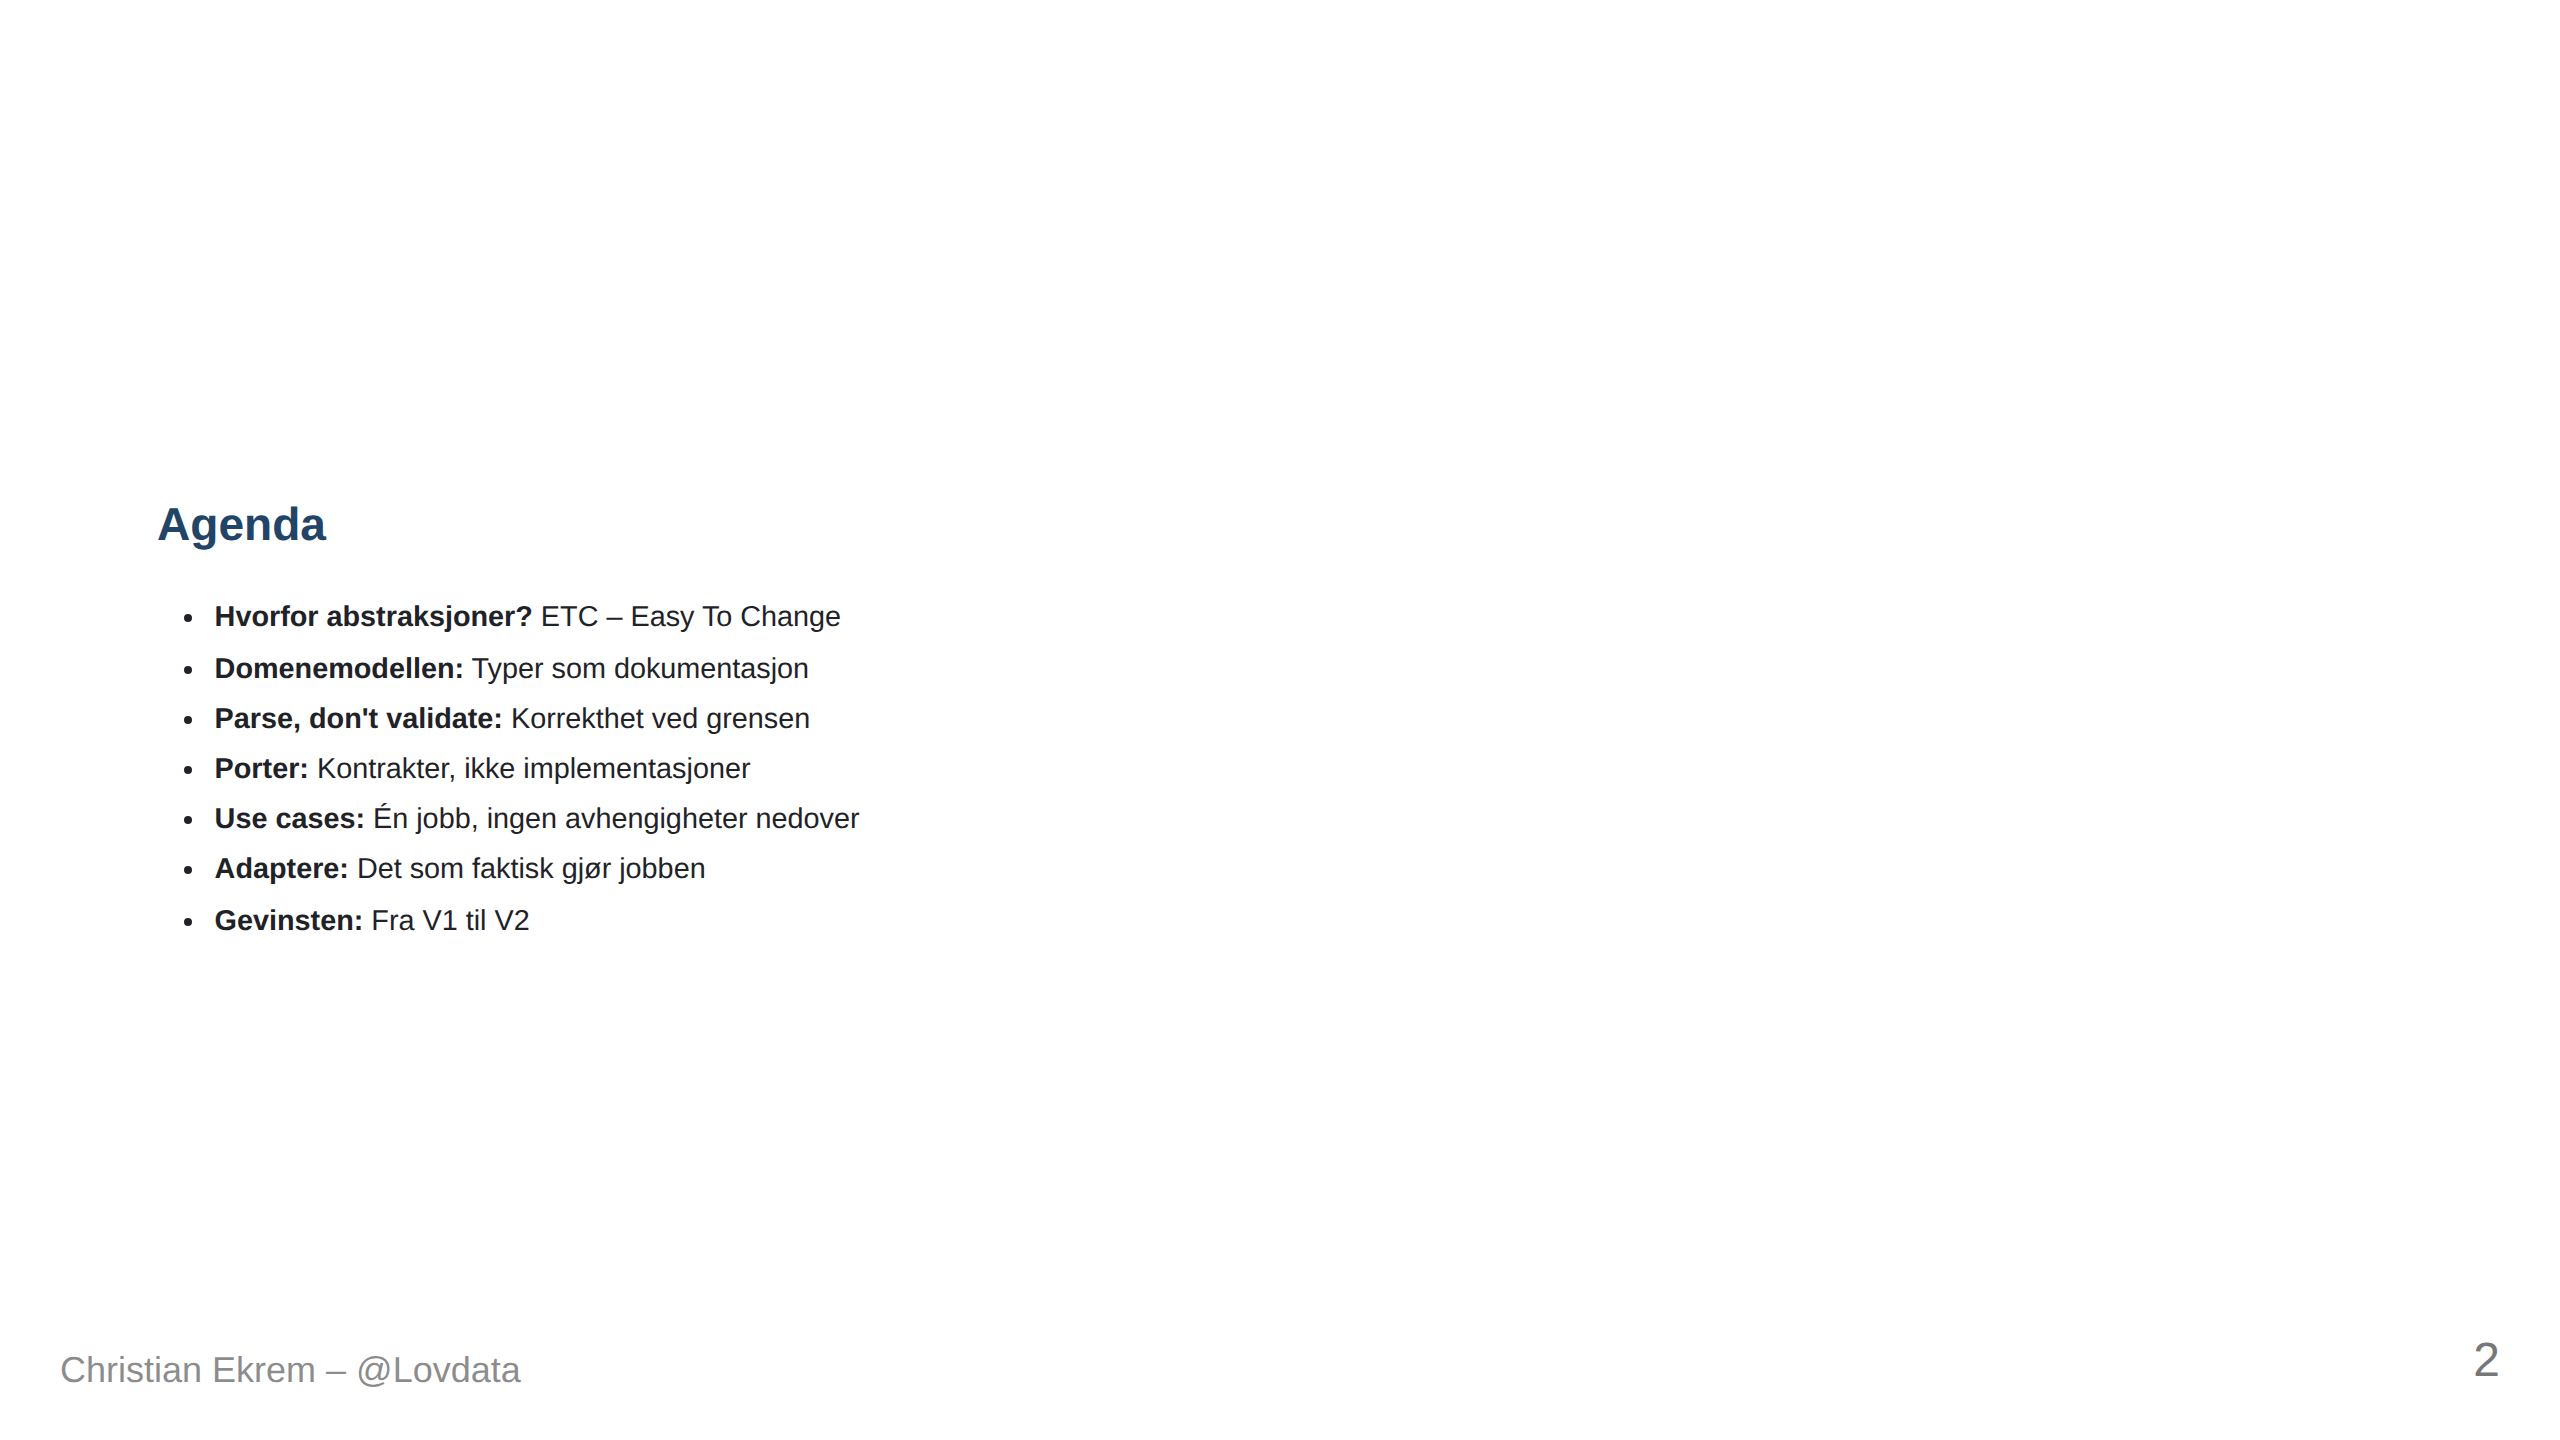 Agenda
• Hvorfor abstraksjoner? ETC – Easy To Change
• Domenemodellen: Typer som dokumentasjon
• Parse, don't validate: Korrekthet ved grensen
• Porter: Kontrakter, ikke implementasjoner
• Use cases: Én jobb, ingen avhengigheter nedover
• Adaptere: Det som faktisk gjør jobben
• Gevinsten: Fra V1 til V2
Christian Ekrem – @Lovdata
2